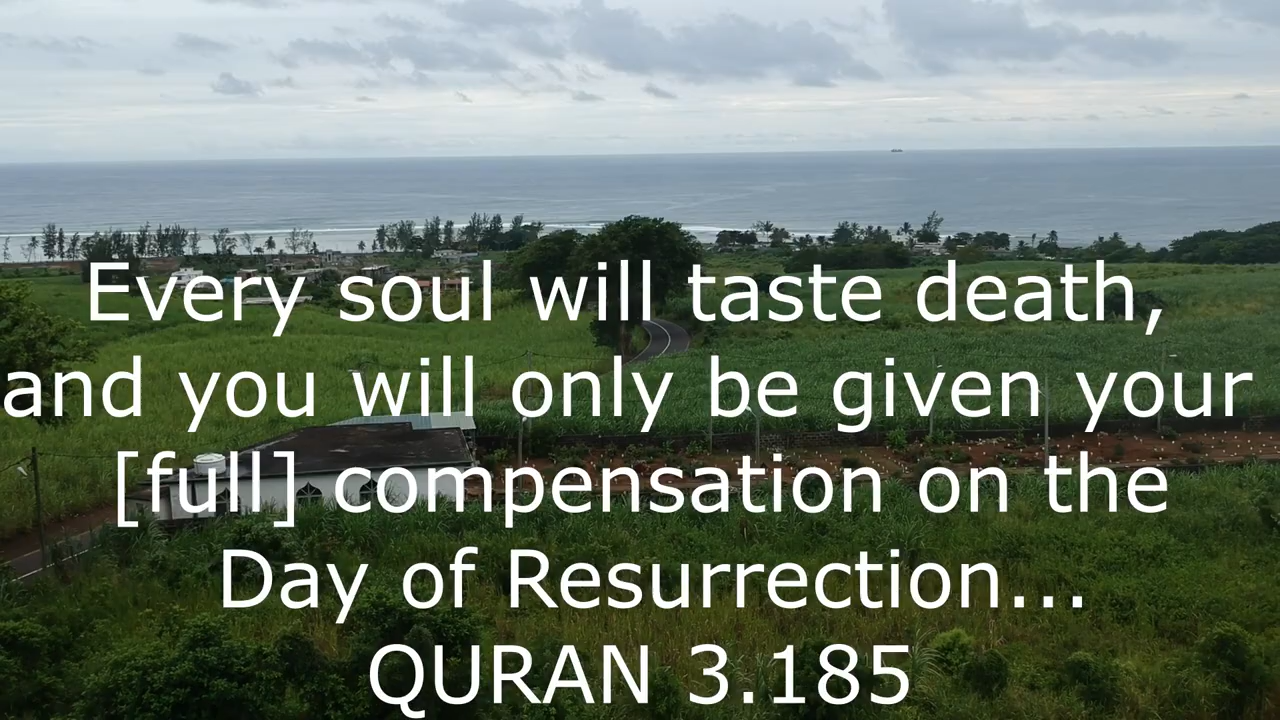 Every soul will taste death,
and you will only be given your
[full] compensation on the
Day of Resurrection...
QURAN 3.185